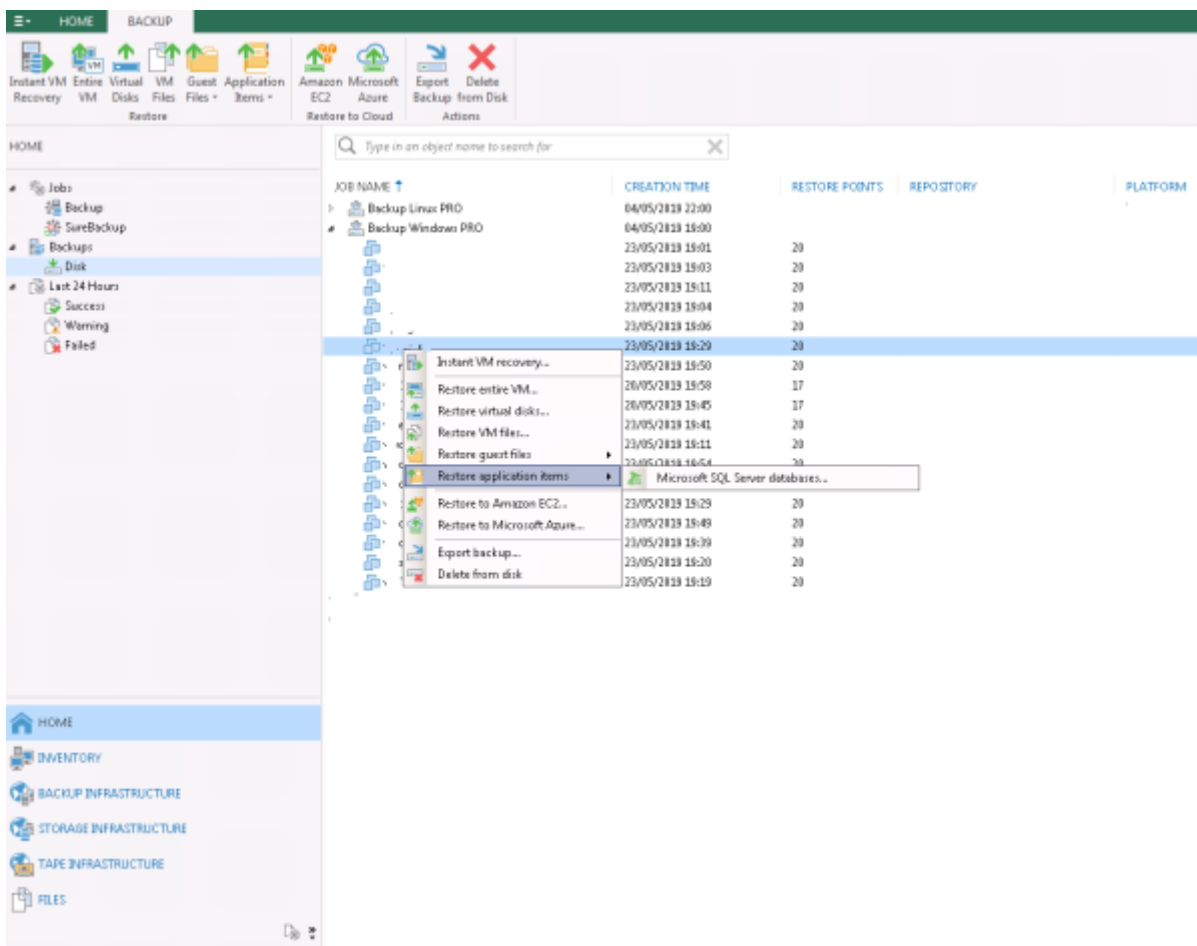 HOME BACKUP
Instant VM Recovery
Entire VM
Virtual Disks
VM Files
Guest Files
Application Items
Amazon EC2
Microsoft Azure
Export Backup
Delete from Disk
Restore
Restore to Cloud
Actions
HOME
Type in an object name to search for
Jobs
Backup
SureBackup
Backups
Disk
Last 24 Hours
Success
Warning
Failed
JOB NAME CREATION TIME RESTORE POINTS REPOSITORY PLATFORM
Backup Linux PRO 04/05/2019 22:00
Backup Windows PRO 04/05/2019 19:00
23/05/2019 19:01 20
23/05/2019 19:03 20
23/05/2019 19:11 20
23/05/2019 19:04 20
23/05/2019 19:06 20
23/05/2019 19:29 20
23/05/2019 19:50 20
20/05/2019 19:58 17
20/05/2019 19:45 17
23/05/2019 19:41 20
23/05/2019 19:11 20
23/05/2019 19:54 20
23/05/2019 19:29 20
23/05/2019 19:49 20
23/05/2019 19:39 20
23/05/2019 19:20 20
23/05/2019 19:19 20
Instant VM recovery...
Restore entire VM...
Restore virtual disks...
Restore VM files...
Restore guest files
Restore application items
Microsoft SQL Server databases...
Restore to Amazon EC2...
Restore to Microsoft Azure...
Export backup...
Delete from disk
HOME
INVENTORY
BACKUP INFRASTRUCTURE
STORAGE INFRASTRUCTURE
TAPE INFRASTRUCTURE
FILES